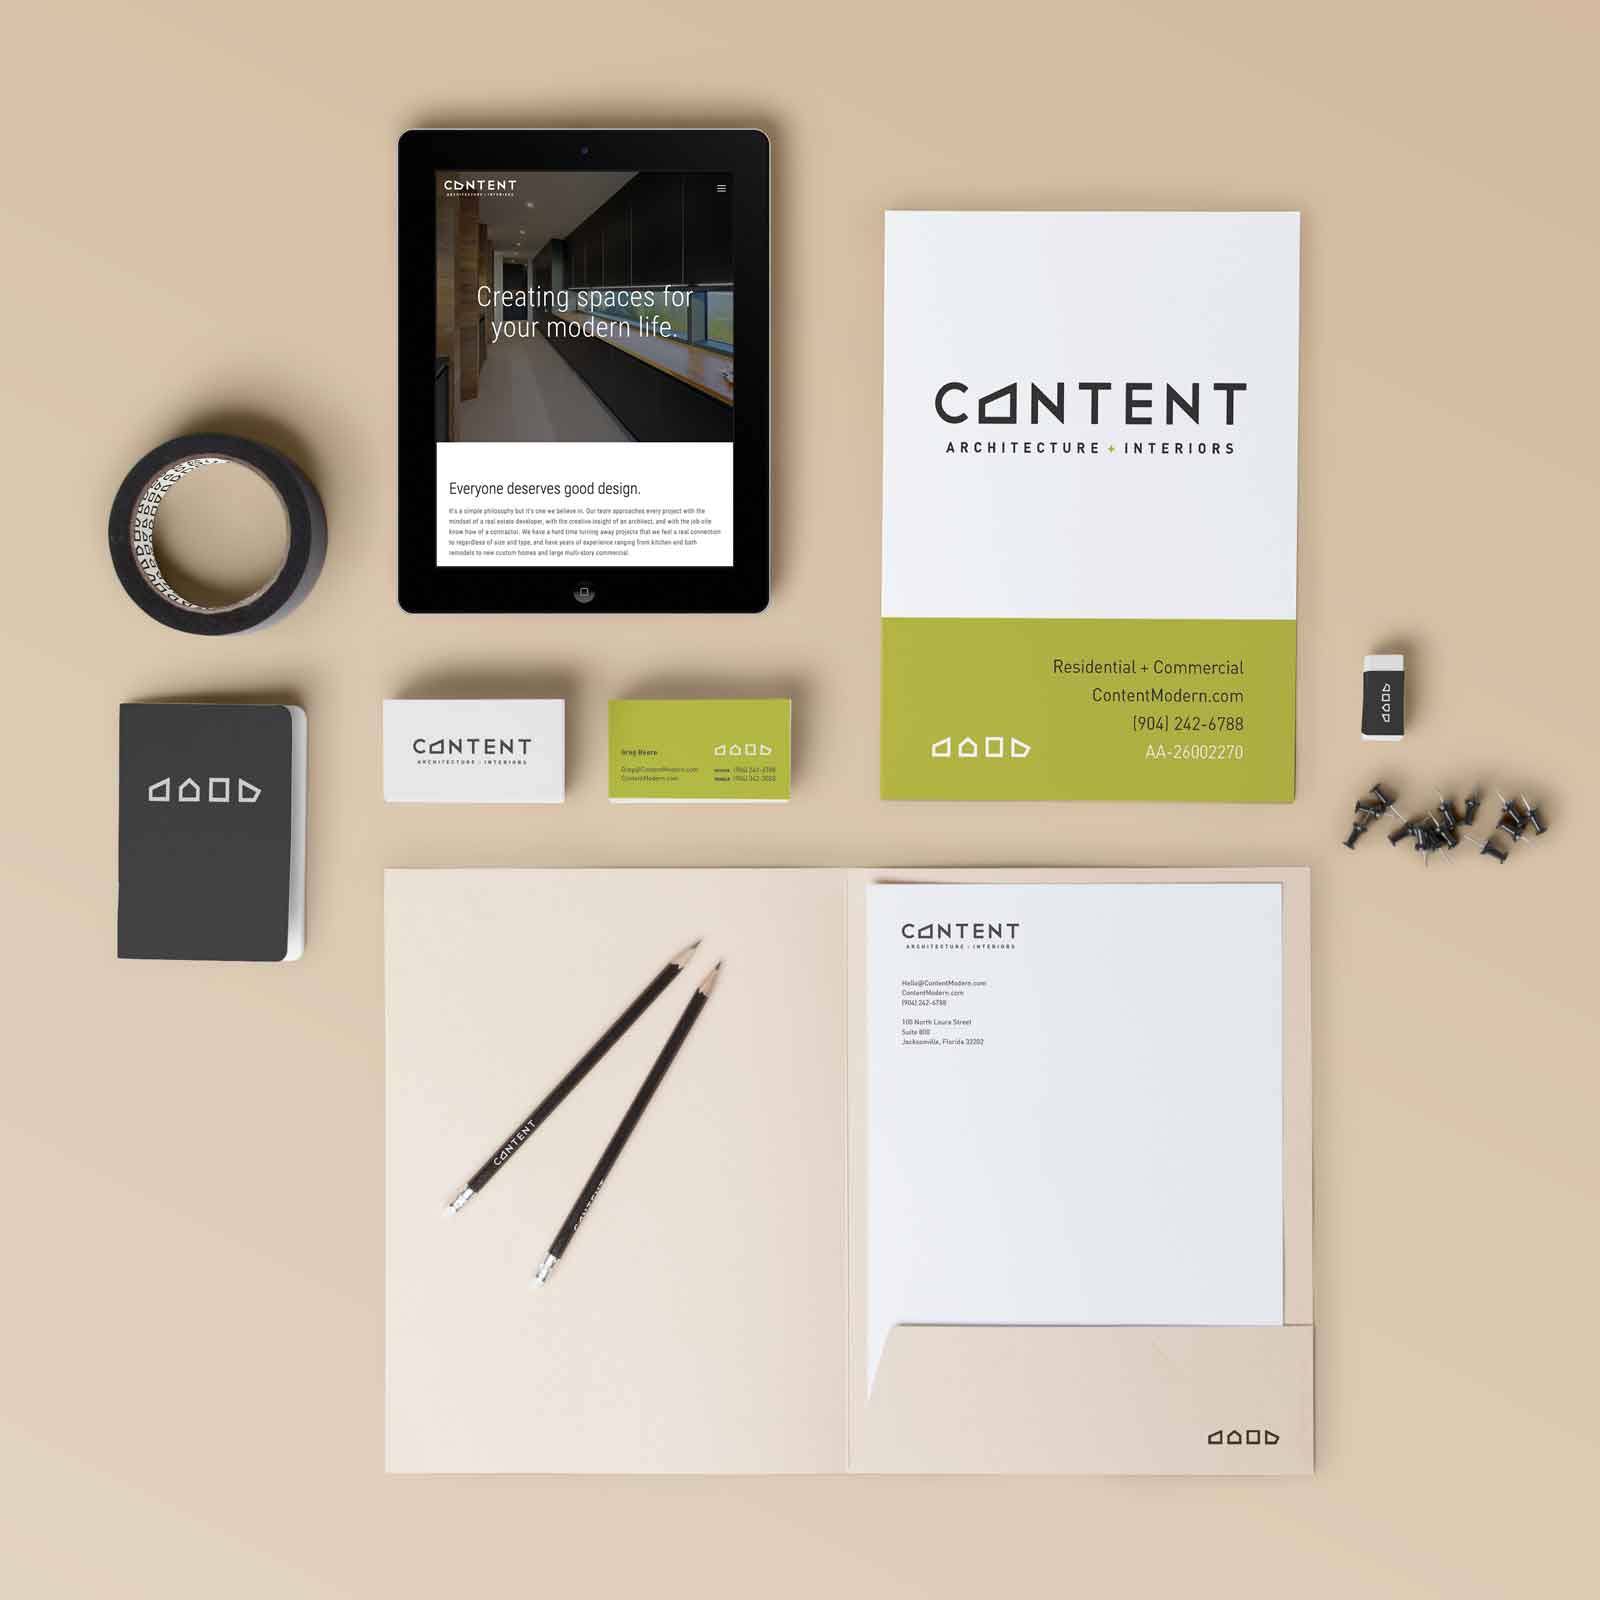 CONTENT
ARCHITECTURE + INTERIORS
Creating spaces for
your modern life.
Everyone deserves good design.
It's a simple philosophy but it's one we believe in. Our team approaches every project with the
mindset of a real estate developer, with the creative insight of an architect, and with the job site
know how of a contractor. We have a hard time turning away projects that we feel a real connection
to regardless of size and type, and have years of experience ranging from kitchen and bath
remodels to new custom homes and large multi-story commercial.
CONTENT
ARCHITECTURE + INTERIORS
Residential + Commercial
ContentModern.com
(904) 242-6788
AA-26002270
CONTENT
ARCHITECTURE + INTERIORS
Greg Beere
Greg@ContentModern.com
ContentModern.com
(904) 242-6788
CONTENT
ARCHITECTURE + INTERIORS
Hello@ContentModern.com
ContentModern.com
(904) 242-6788
100 North Laura Street
Suite 800
Jacksonville, Florida 32202
CONTENT
CONTENT